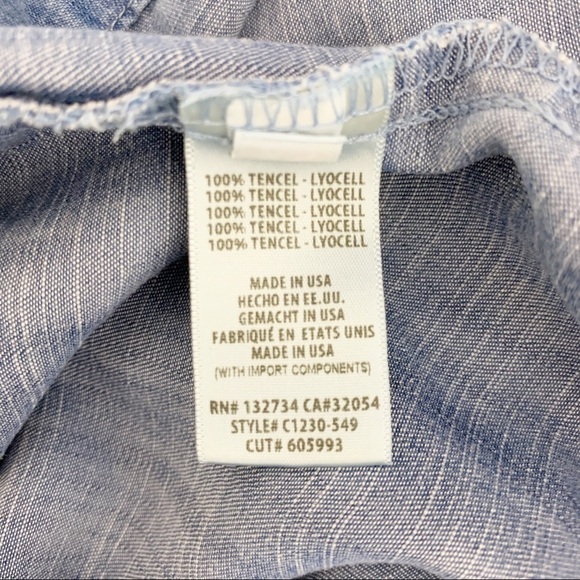 100% TENCEL - LYOCELL
100% TENCEL - LYOCELL
100% TENCEL - LYOCELL
100% TENCEL - LYOCELL
100% TENCEL - LYOCELL
MADE IN USA
HECHO EN EE.UU.
GEMACHT IN USA
FABRIQUÉ EN ETATS UNIS
MADE IN USA
(WITH IMPORT COMPONENTS)
RN# 132734 CA#32054
STYLE# C1230-549
CUT# 605993